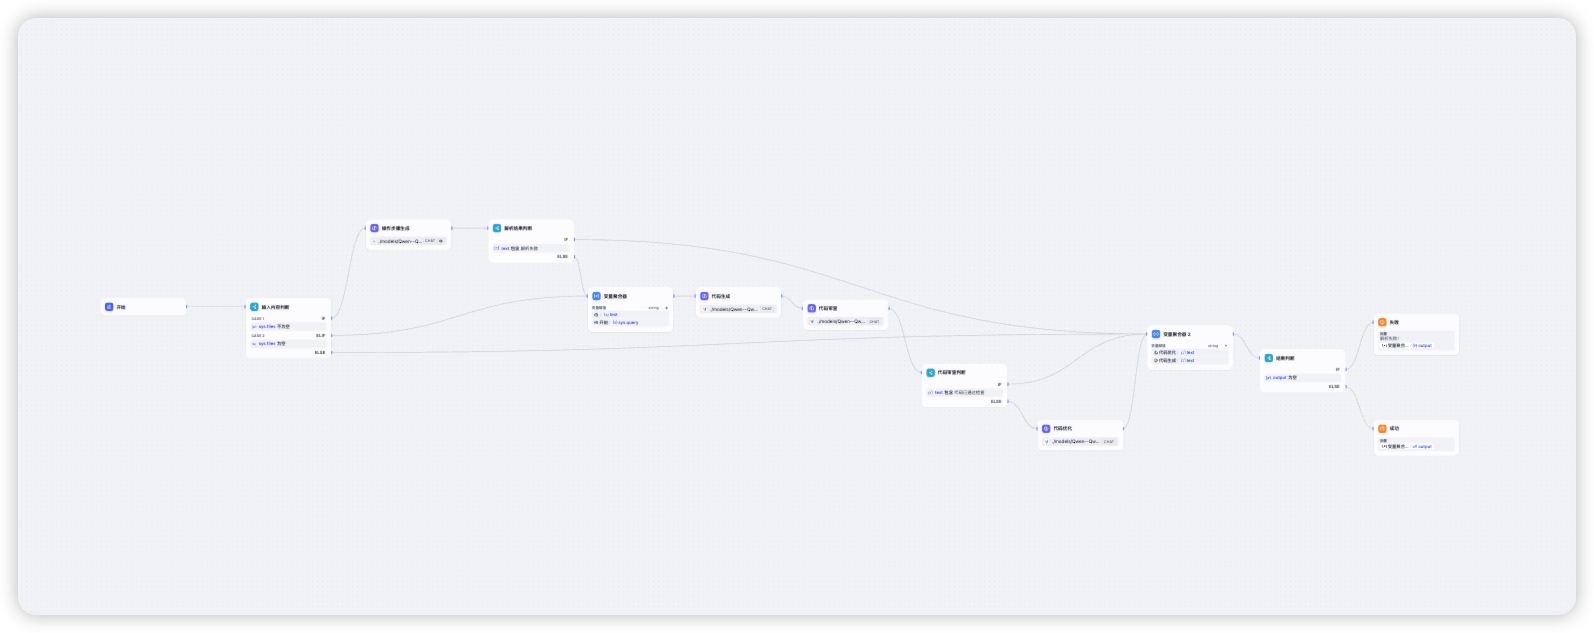 开始
输入内容判断
CASE 1
IF
sys.files 不为空
CASE 2
ELIF
sys.files 为空
ELSE
操作步骤生成
./models/Qwen--Q...
CHAT
解析结果判断
IF
text 包含 解析失败
ELSE
变量聚合器
变量赋值
string
text
开始
sys.query
代码生成
./models/Qwen--Qw...
CHAT
代码审查
./models/Qwen--Qw...
CHAT
代码审查判断
IF
text 包含 代码已通过检查
ELSE
代码优化
./models/Qwen--Qw...
CHAT
变量聚合器 2
变量赋值
string
代码优化
text
代码生成
text
结果判断
IF
output 为空
ELSE
失败
解析失败!
变量聚合...
output
成功
变量聚合...
output